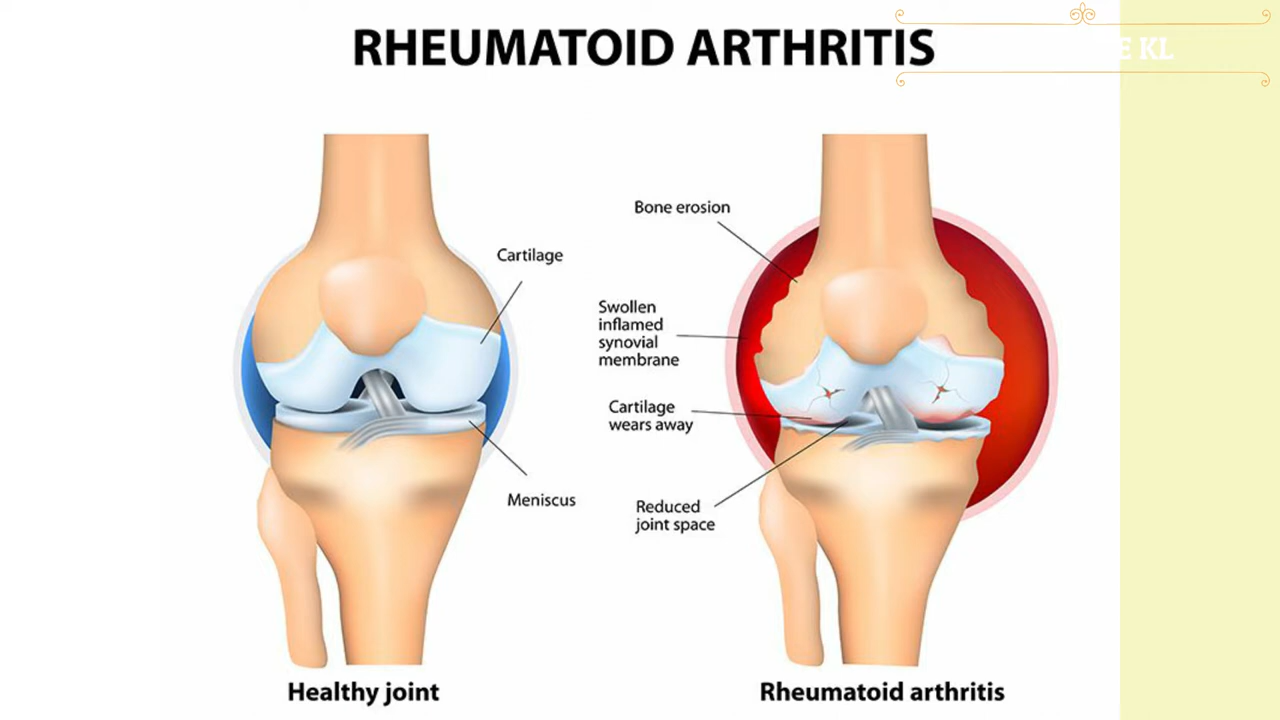 RHEUMATOID ARTHRITIS
E KL
Cartilage
Meniscus
Healthy joint
Bone erosion
Swollen
inflamed
synovial
membrane
Cartilage
wears away
Reduced
joint space
Rheumatoid arthritis